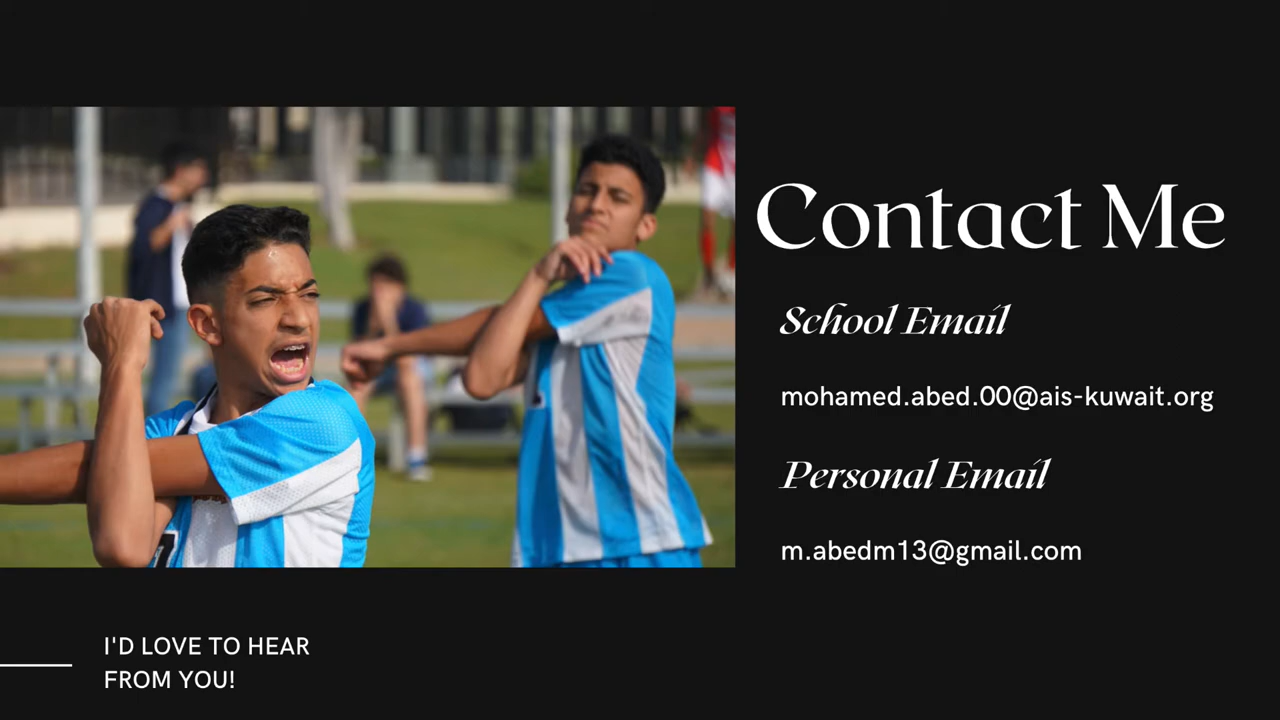 Contact Me
School Email
mohamed.abed.00@ais-kuwait.org
Personal Email
m.abedm13@gmail.com
I'D LOVE TO HEAR
FROM YOU!